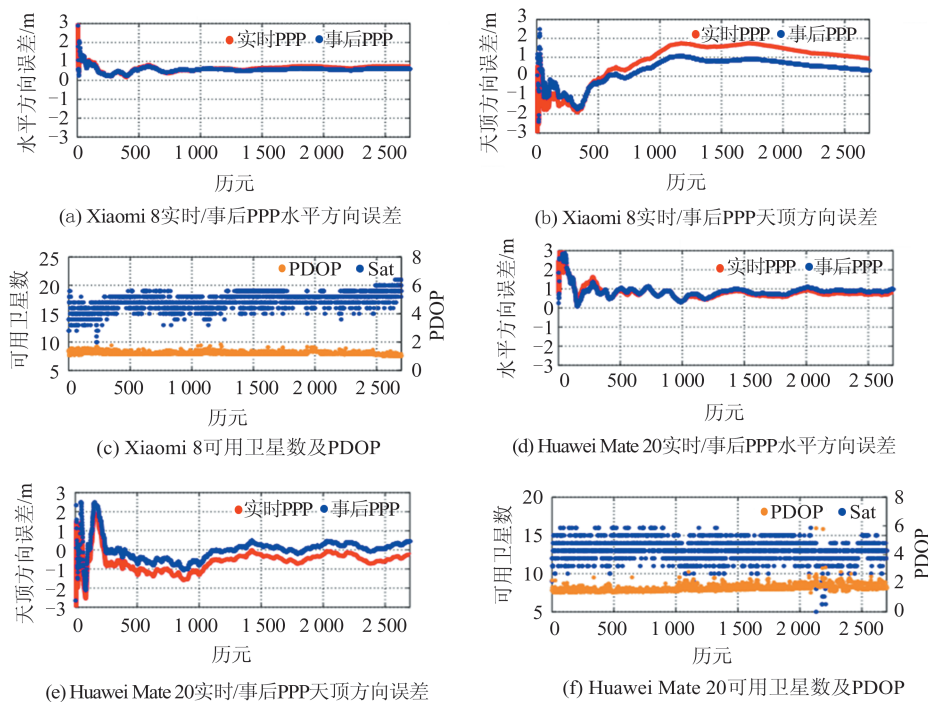 水平方向误差/m
3
2
1
0
-1
-2
-3
实时PPP 事后PPP
0 500 1 000 1 500 2 000 2 500
历元
(a) Xiaomi 8实时/事后PPP水平方向误差
天顶方向误差/m
3
2
1
0
-1
-2
-3
实时PPP 事后PPP
0 500 1 000 1 500 2 000 2 500
历元
(b) Xiaomi 8实时/事后PPP天顶方向误差
可用卫星数
25
20
15
10
5
PDOP Sat
8
6
4
2
0
PDOP
0 500 1 000 1 500 2 000 2 500
历元
(c) Xiaomi 8可用卫星数及PDOP
水平方向误差/m
3
2
1
0
1
2
3
实时PPP 事后PPP
0 500 1 000 1 500 2 000 2 500
历元
(d) Huawei Mate 20实时/事后PPP水平方向误差
天顶方向误差/m
3
2
1
0
-1
-2
-3
实时PPP 事后PPP
0 500 1 000 1 500 2 000 2 500
历元
(e) Huawei Mate 20实时/事后PPP天顶方向误差
可用卫星数
20
15
10
5
PDOP Sat
8
6
4
2
0
PDOP
0 500 1 000 1 500 2 000 2 500
历元
(f) Huawei Mate 20可用卫星数及PDOP